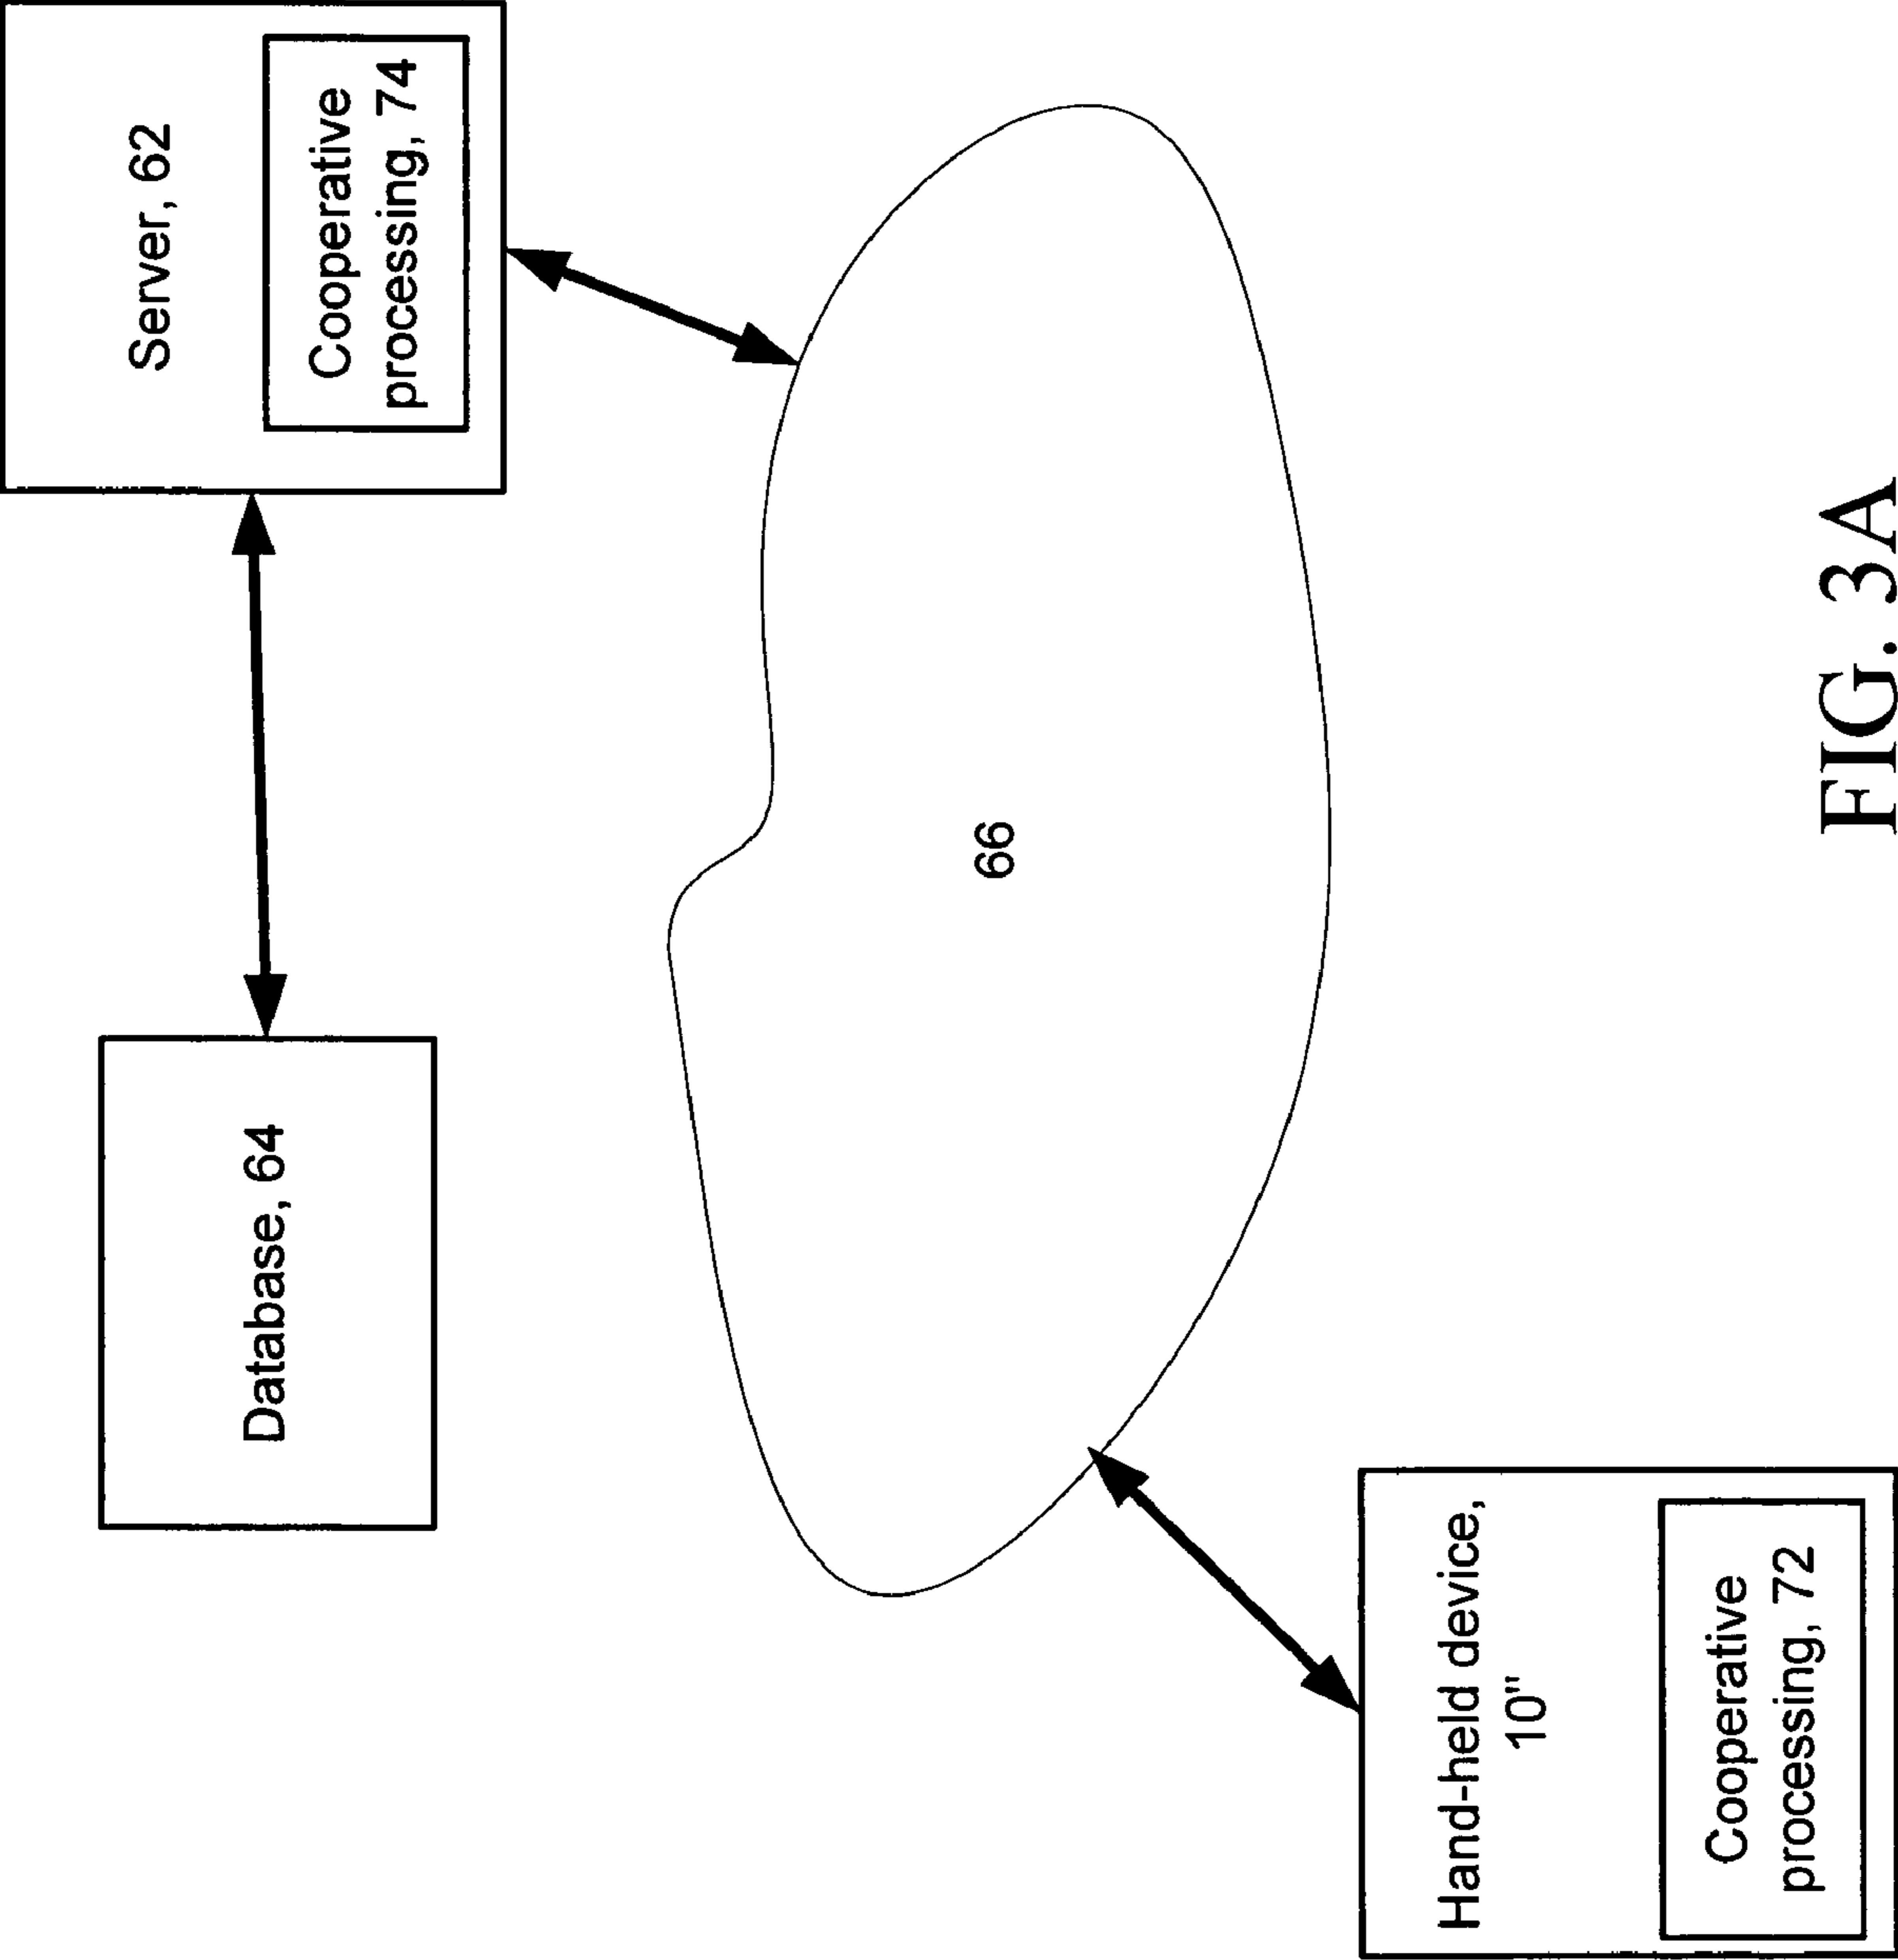 Database, 64
Server, 62
Cooperative
processing, 74
66
Hand-held device,
10"
Cooperative
processing, 72
FIG. 3A